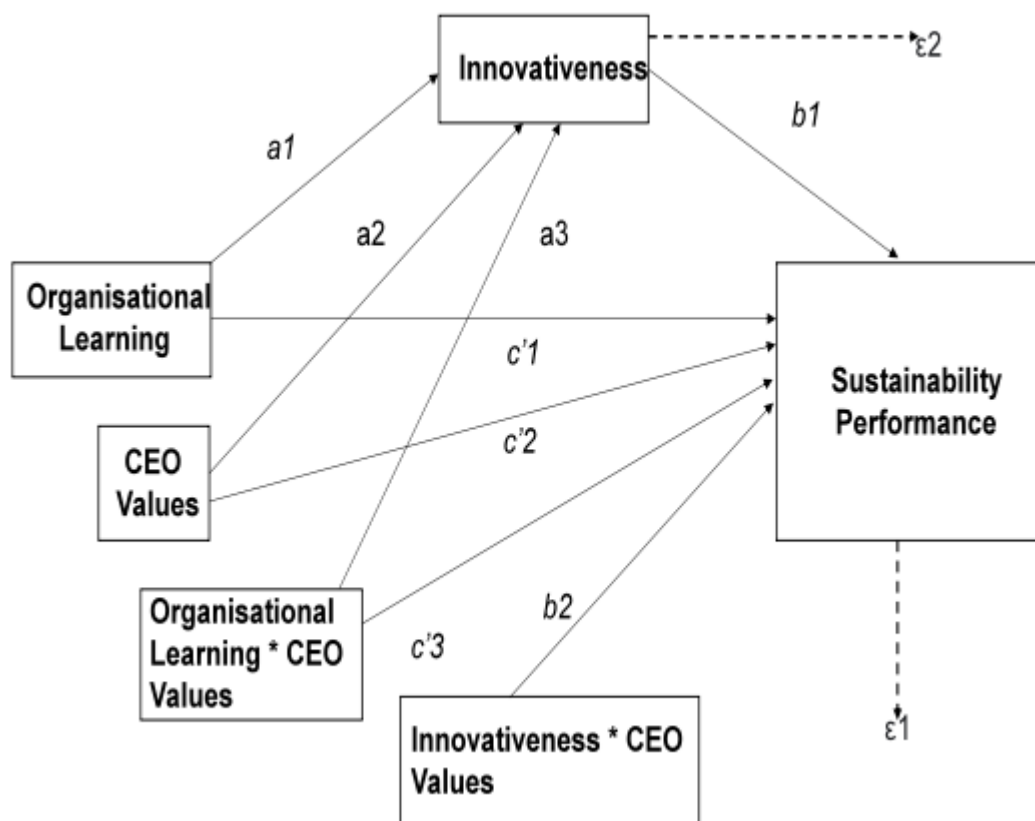 Innovativeness
ε2
b1
a1
a2
a3
Organisational
Learning
c'1
Sustainability
Performance
CEO
Values
c'2
Organisational
Learning * CEO
Values
b2
c'3
Innovativeness * CEO
Values
ε1